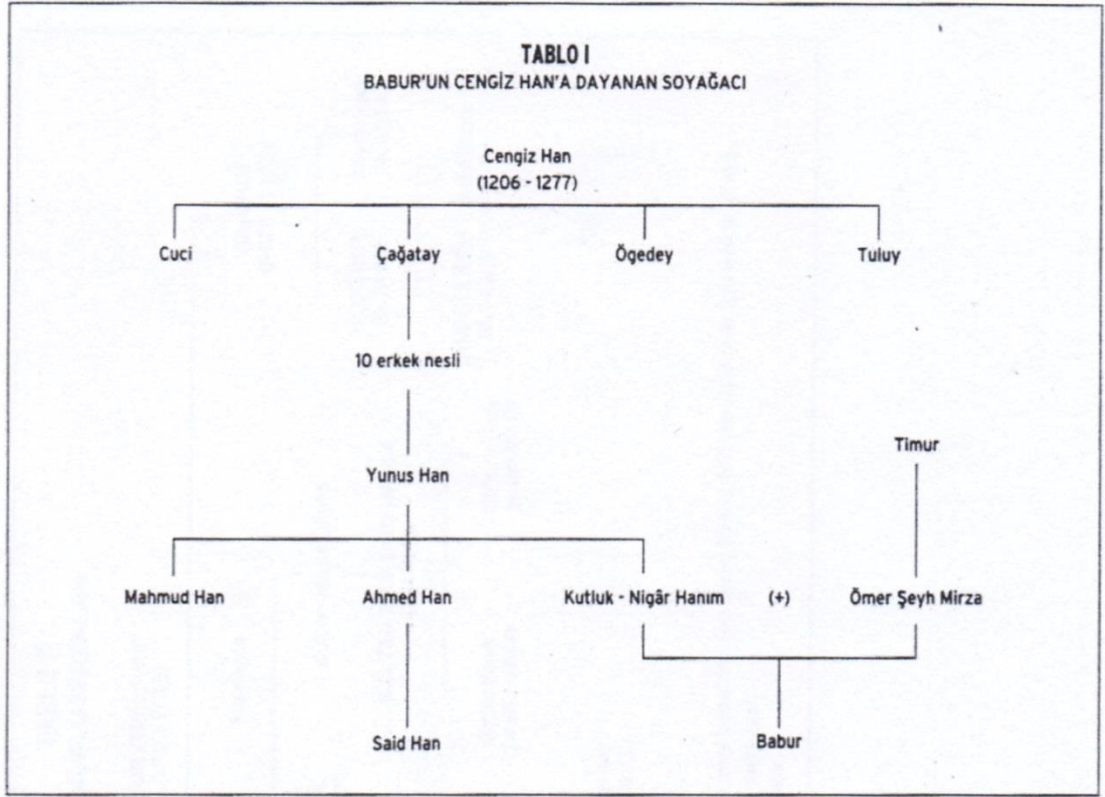 TABLO I
BABUR'UN CENGİZ HAN'A DAYANAN SOYAĞACI
Cengiz Han
(1206 - 1277)
Cuci Çağatay Ögedey Tuluy
10 erkek nesli
Timur
Yunus Han
Mahmud Han Ahmed Han Kutluk - Nigâr Hanım (+) Ömer Şeyh Mirza
Said Han Babur